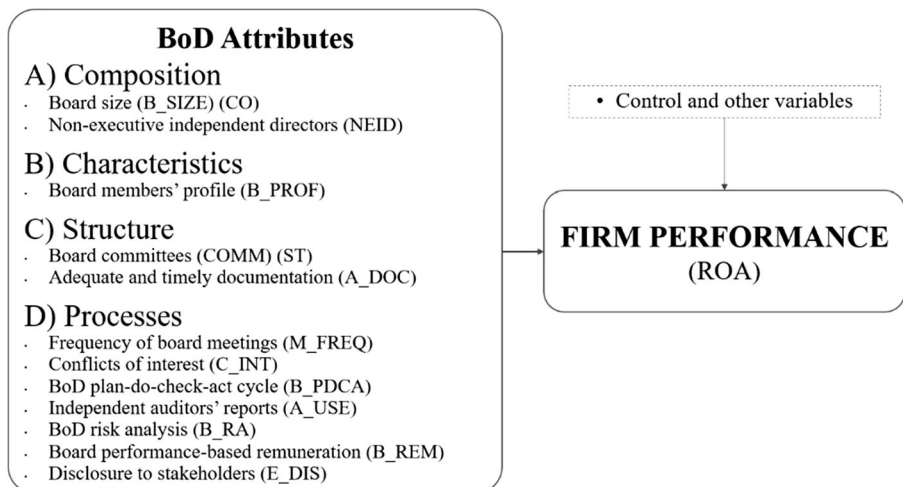 BoD Attributes
A) Composition
· Board size (B_SIZE) (CO)
· Non-executive independent directors (NEID)
B) Characteristics
· Board members’ profile (B_PROF)
C) Structure
· Board committees (COMM) (ST)
· Adequate and timely documentation (A_DOC)
D) Processes
· Frequency of board meetings (M_FREQ)
· Conflicts of interest (C_INT)
· BoD plan-do-check-act cycle (B_PDCA)
· Independent auditors’ reports (A_USE)
· BoD risk analysis (B_RA)
· Board performance-based remuneration (B_REM)
· Disclosure to stakeholders (E_DIS)
• Control and other variables
FIRM PERFORMANCE
(ROA)